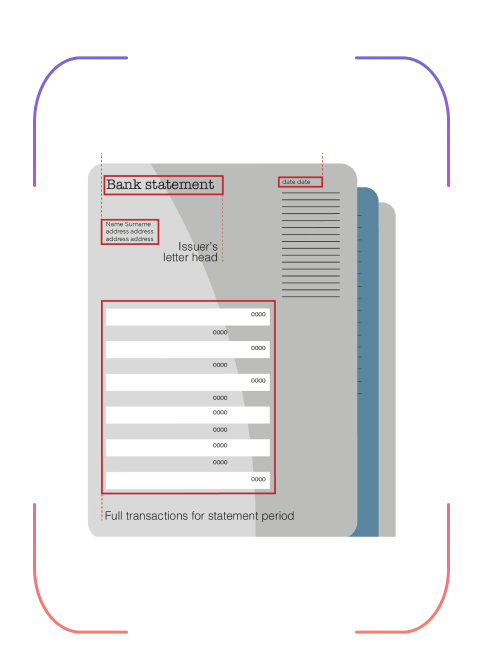 Bank statement
date date
Name Surname
address address
address address
Issuer's
letter head
0000
0000
0000
0000
0000
0000
0000
0000
0000
0000
0000
Full transactions for statement period